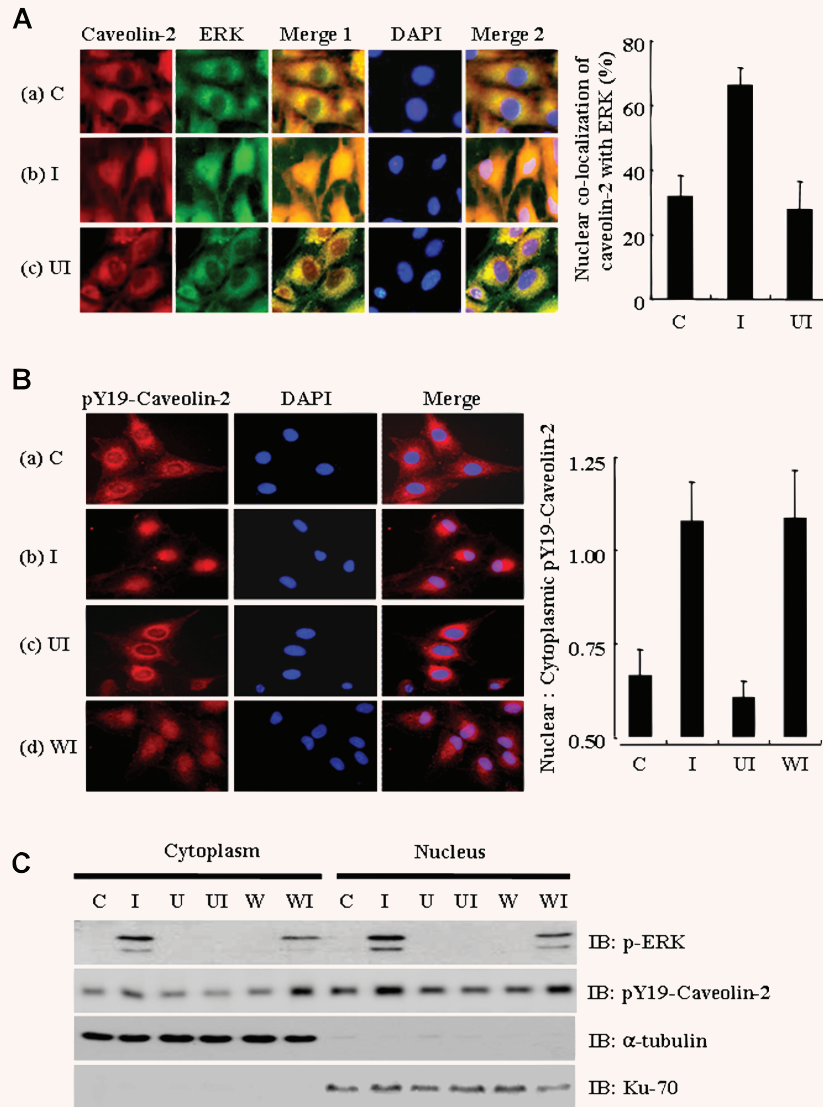 A
Caveolin-2 ERK Merge 1 DAPI Merge 2
(a) C
(b) I
(c) UI
Nuclear co-localization of
caveolin-2 with ERK (%)
80
60
40
20
0
C I UI
B
pY19-Caveolin-2 DAPI Merge
(a) C
(b) I
(c) UI
(d) WI
Nuclear : Cytoplasmic pY19-Caveolin-2
1.25
1.00
0.75
0.50
C I UI WI
C
Cytoplasm Nucleus
C I U UI W WI C I U UI W WI
IB: p-ERK
IB: pY19-Caveolin-2
IB: α-tubulin
IB: Ku-70